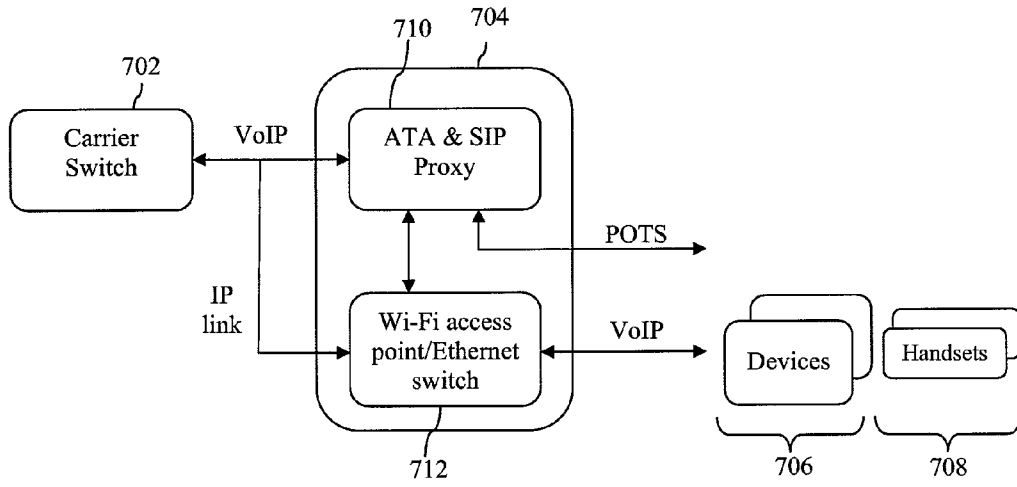 710
704
702
Carrier
Switch
VoIP
ATA & SIP
Proxy
POTS
IP
link
Wi-Fi access
point/Ethernet
switch
VoIP
Devices
Handsets
712
706
708